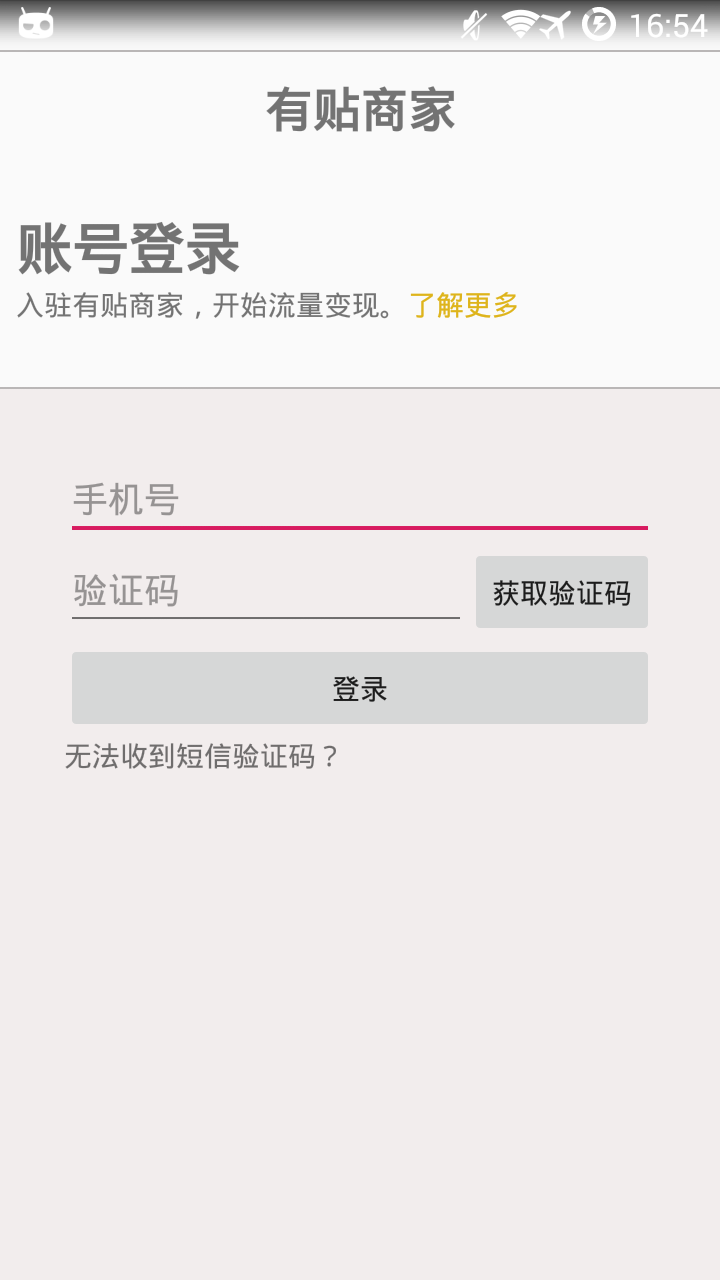 16:54
有贴商家
账号登录
入驻有贴商家，开始流量变现。了解更多
手机号
验证码 获取验证码
登录
无法收到短信验证码？